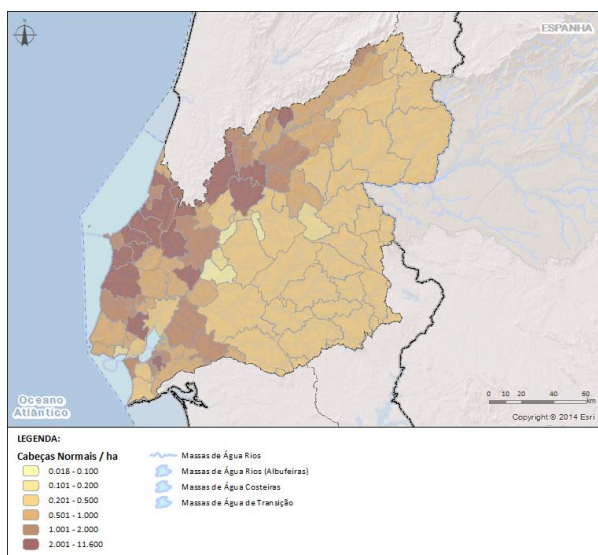 ESPANHA
Oceano
Atlântico
0 10 20 40 60
km
Copyright © 2014 Esri
LEGENDA:
Cabeças Normais / ha
0.018 - 0.100
0.101 - 0.200
0.201 - 0.500
0.501 - 1.000
1.001 - 2.000
2.001 - 11.600
Massas de Água Rios
Massas de Água Rios (Albufeiras)
Massas de Água Costeiras
Massas de Água de Transição